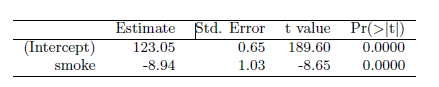 Estimate Std. Error t value Pr(>|t|)
(Intercept) 123.05 0.65 189.60 0.0000
smoke -8.94 1.03 -8.65 0.0000